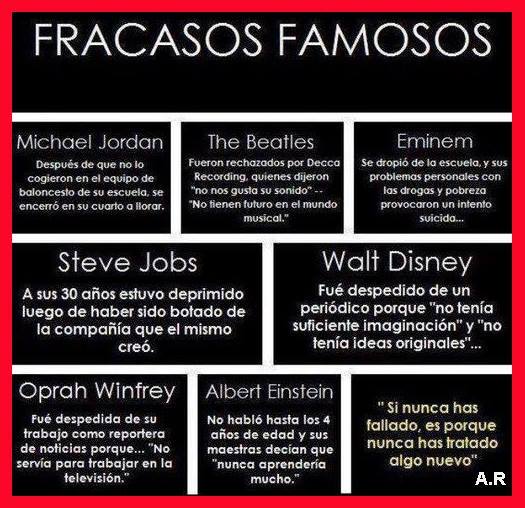 FRACASOS FAMOSOS
Michael Jordan
Después de que no lo
cogieron en el equipo de
baloncesto de su escuela, se
encerró en su cuarto a llorar.
The Beatles
Fueron rechazados por Decca
Recording, quienes dijeron
"no nos gusta su sonido" --
"No tienen futuro en el mundo
musical."
Eminem
Se dropió de la escuela, y sus
problemas personales con
las drogas y pobreza
provocaron un intento
suicida...
Steve Jobs
A sus 30 años estuvo deprimido
luego de haber sido botado de
la compañía que el mismo
creó.
Walt Disney
Fué despedido de un
periódico porque "no tenía
suficiente imaginación" y "no
tenía ideas originales"...
Oprah Winfrey
Fué despedida de su
trabajo como reportera
de noticias porque... "No
servía para trabajar en la
televisión."
Albert Einstein
No habló hasta los 4
años de edad y sus
maestras decían que
"nunca aprendería
mucho."
" Si nunca has
fallado, es porque
nunca has tratado
algo nuevo"
A.R